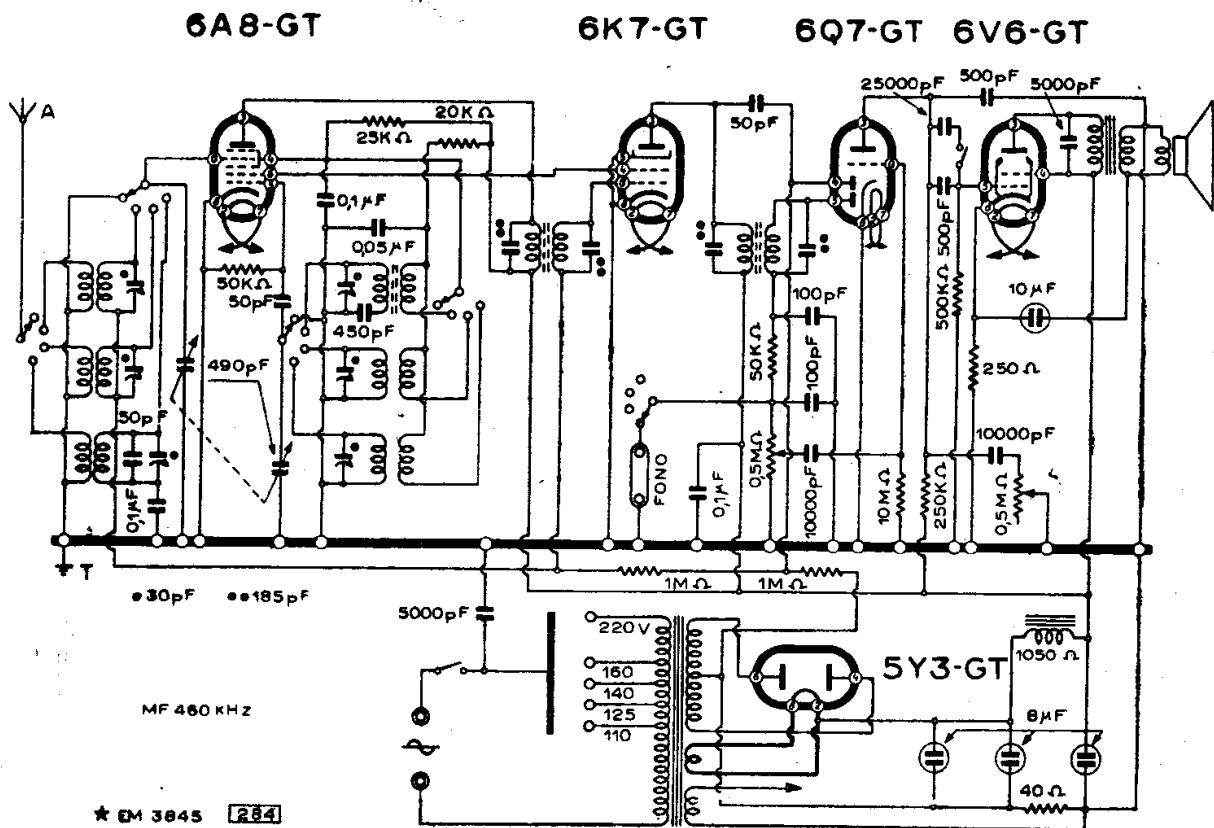 6A8-GT
6K7-GT
6Q7-GT
6V6-GT
A
20KΩ
25KΩ
50pF
25000pF
500pF
5000pF
0,1µF
0,05µF
50KΩ
50pF
450pF
490pF
50pF
0,1µF
100pF
50KΩ
100pF
FONO
0,1µF
0,5MΩ
10000pF
10MΩ
500pF
500KΩ
10µF
250Ω
10000pF
250KΩ
0,5MΩ
T
1MΩ
1MΩ
30pF
185pF
5000pF
220V
160
140
125
110
5Y3-GT
1050Ω
8µF
40Ω
MF 460 KHz
★ EM 3845 284